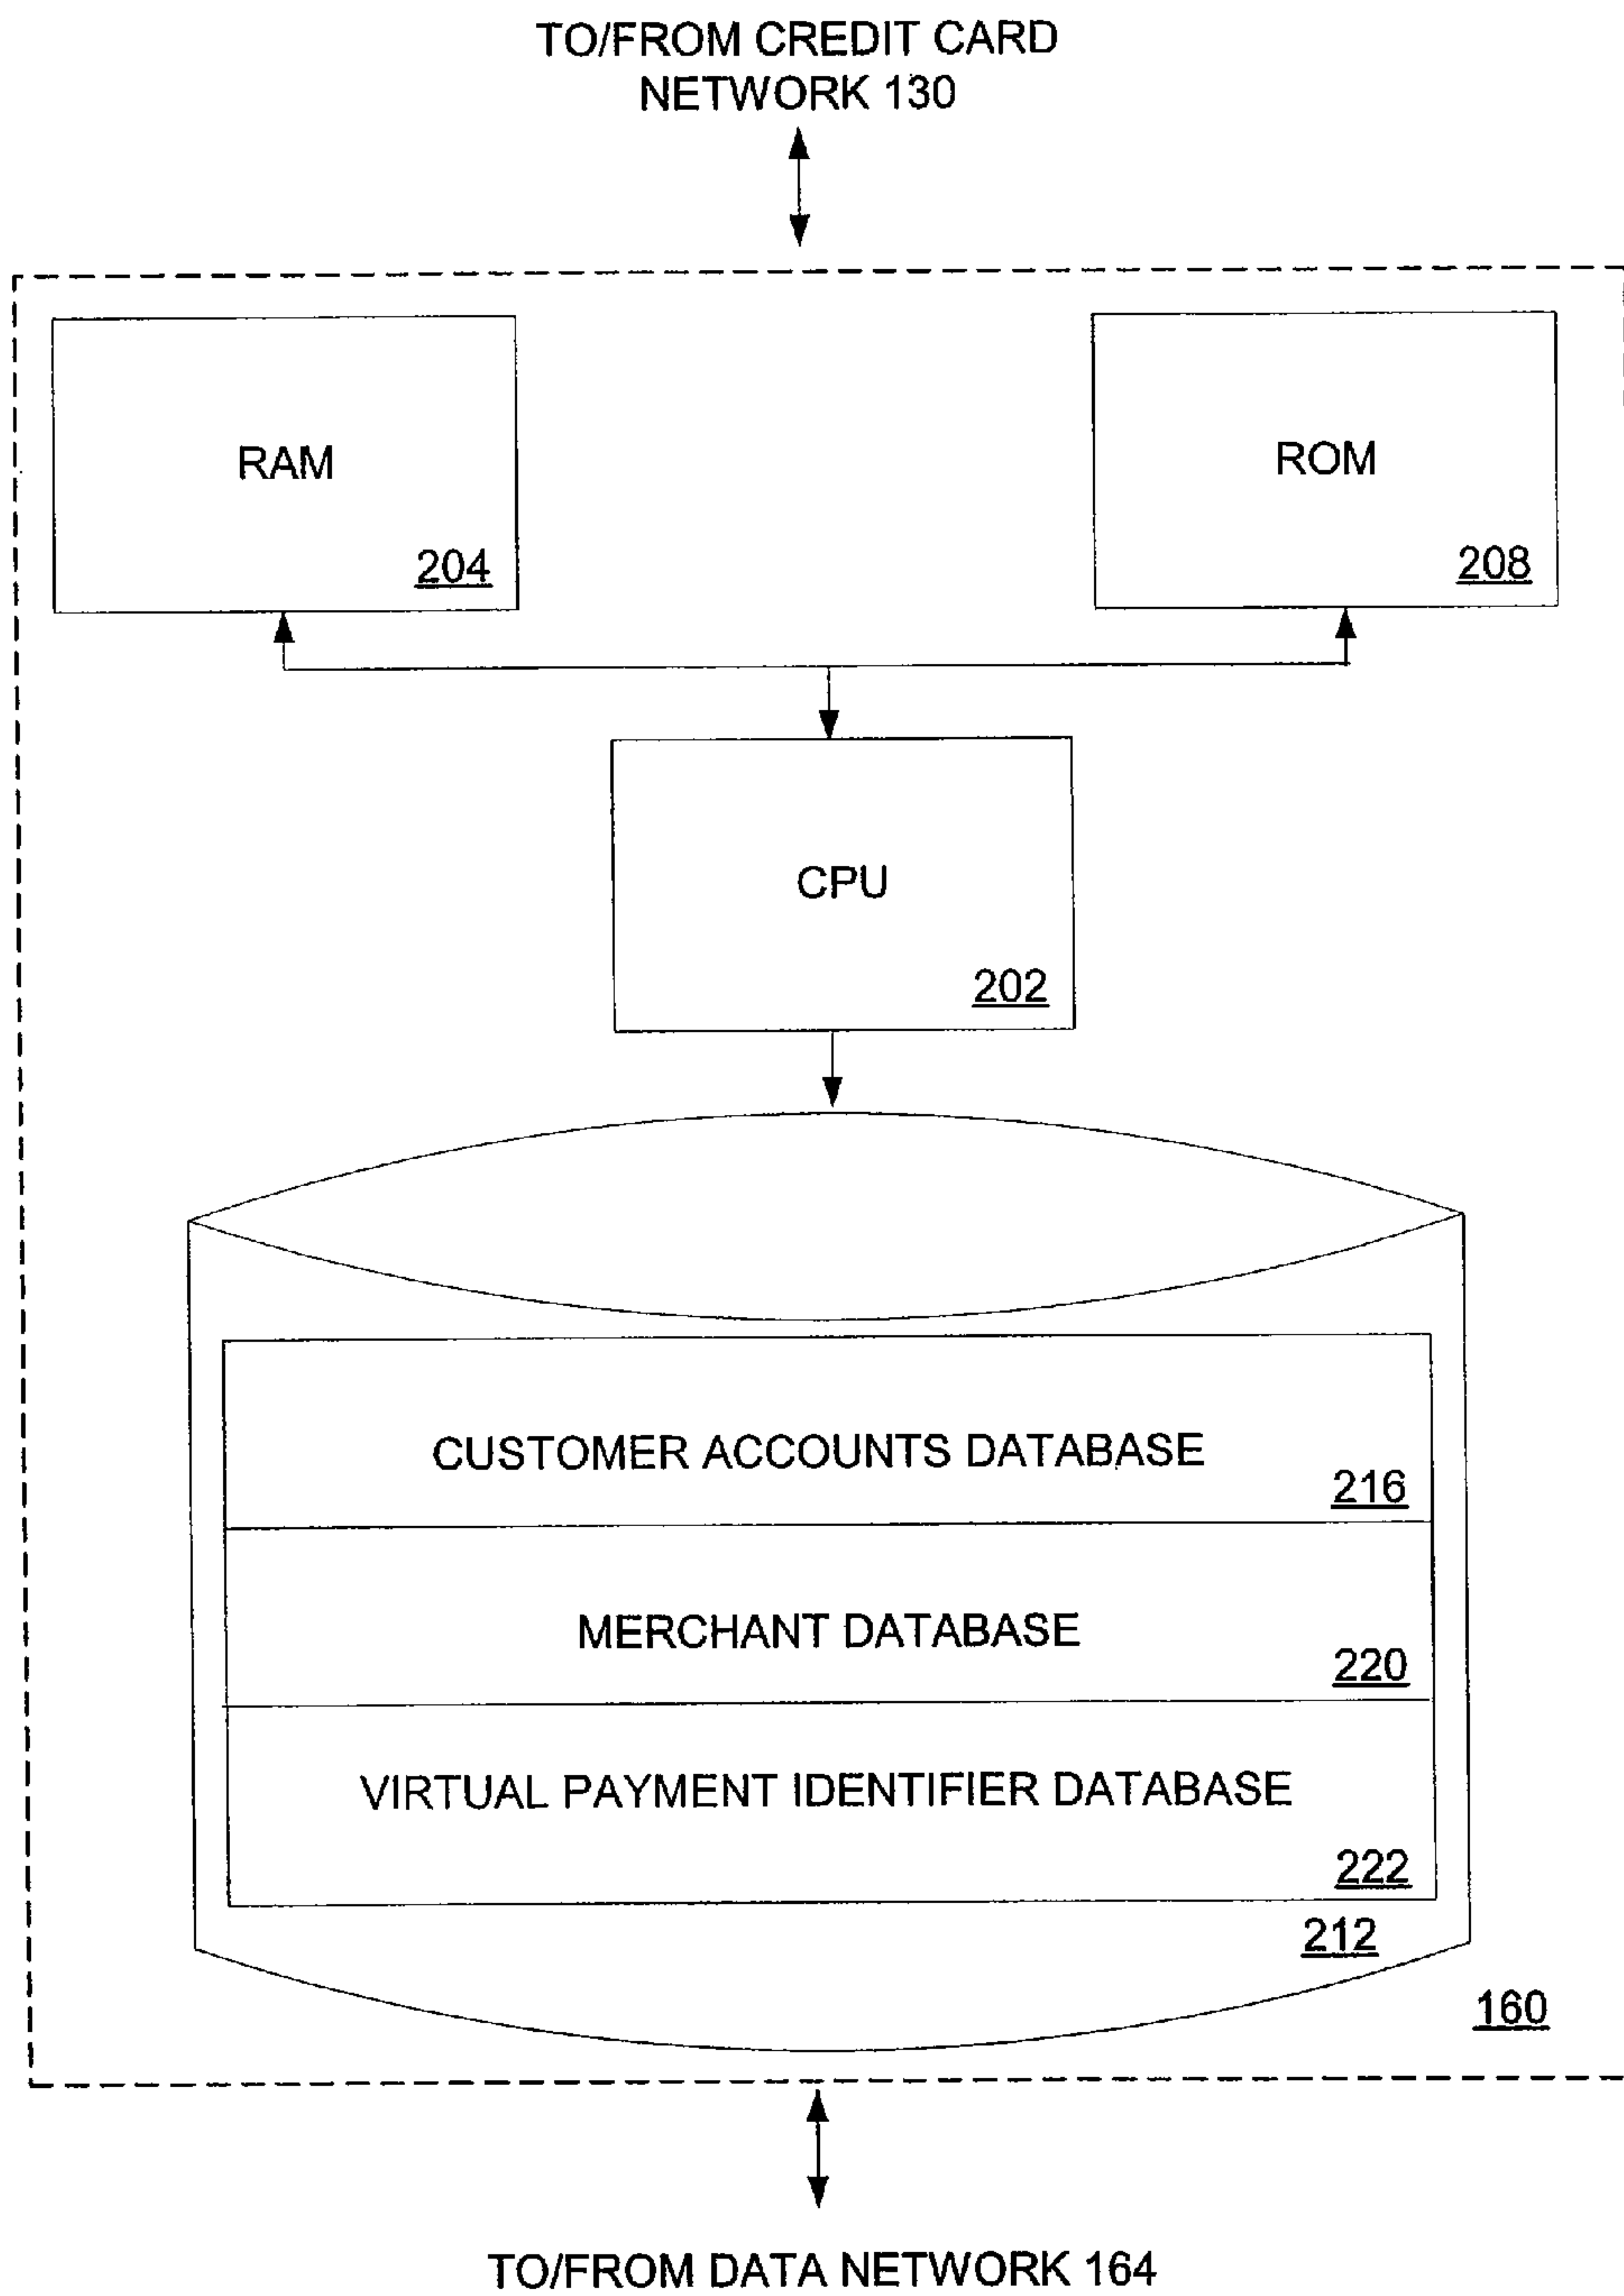 TO/FROM CREDIT CARD
NETWORK 130
RAM
204
ROM
208
CPU
202
CUSTOMER ACCOUNTS DATABASE
216
MERCHANT DATABASE
220
VIRTUAL PAYMENT IDENTIFIER DATABASE
222
212
160
TO/FROM DATA NETWORK 164